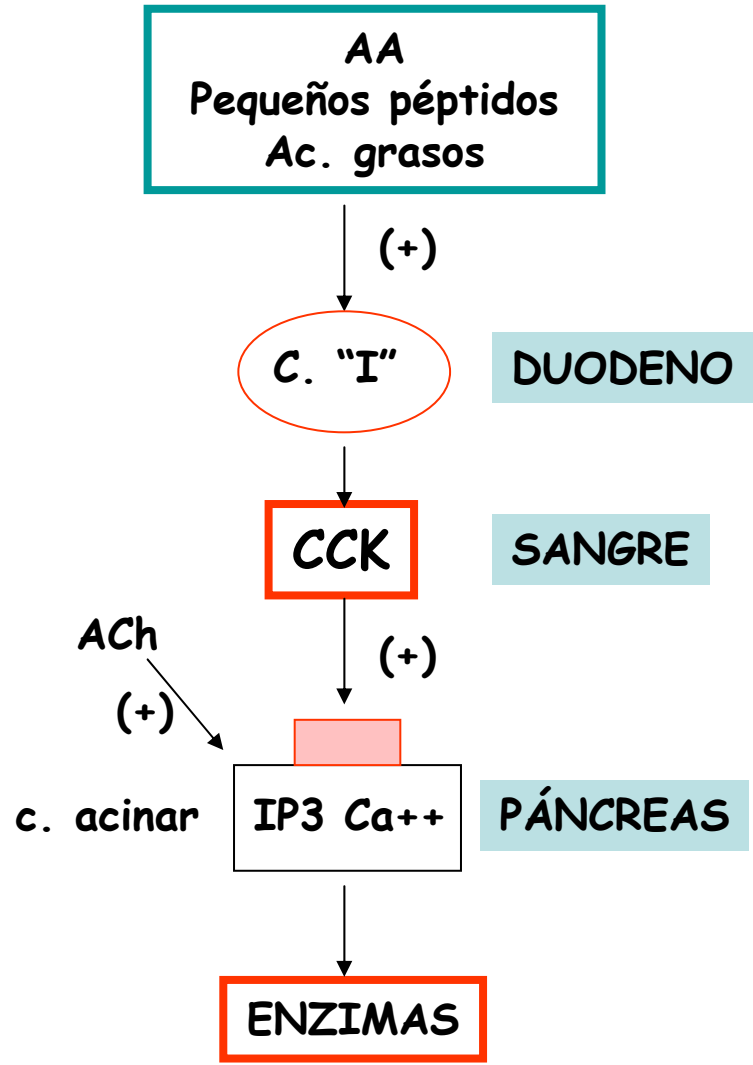 AA
Pequeños péptidos
Ac. grasos
(+)
C. “I”
DUODENO
CCK
SANGRE
ACh
(+)
(+)
c. acinar
IP3 Ca++
PÁNCREAS
ENZIMAS